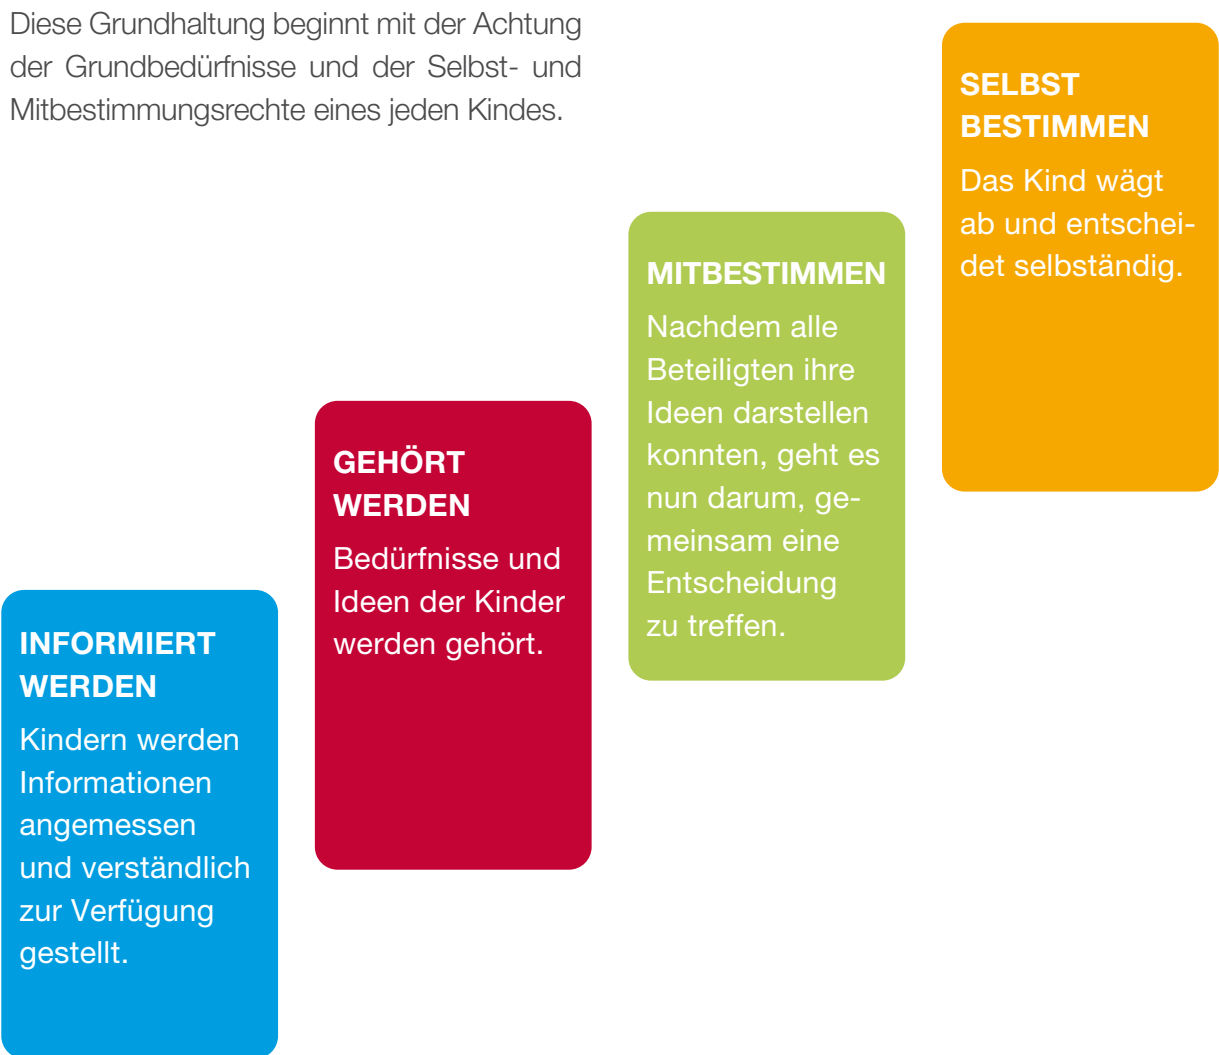 Diese Grundhaltung beginnt mit der Achtung
der Grundbedürfnisse und der Selbst- und
Mitbestimmungsrechte eines jeden Kindes.
INFORMIERT
WERDEN
Kindern werden
Informationen
angemessen
und verständlich
zur Verfügung
gestellt.
GEHÖRT
WERDEN
Bedürfnisse und
Ideen der Kinder
werden gehört.
MITBESTIMMEN
Nachdem alle
Beteiligten ihre
Ideen darstellen
konnten, geht es
nun darum, ge-
meinsam eine
Entscheidung
zu treffen.
SELBST
BESTIMMEN
Das Kind wägt
ab und entschei-
det selbständig.